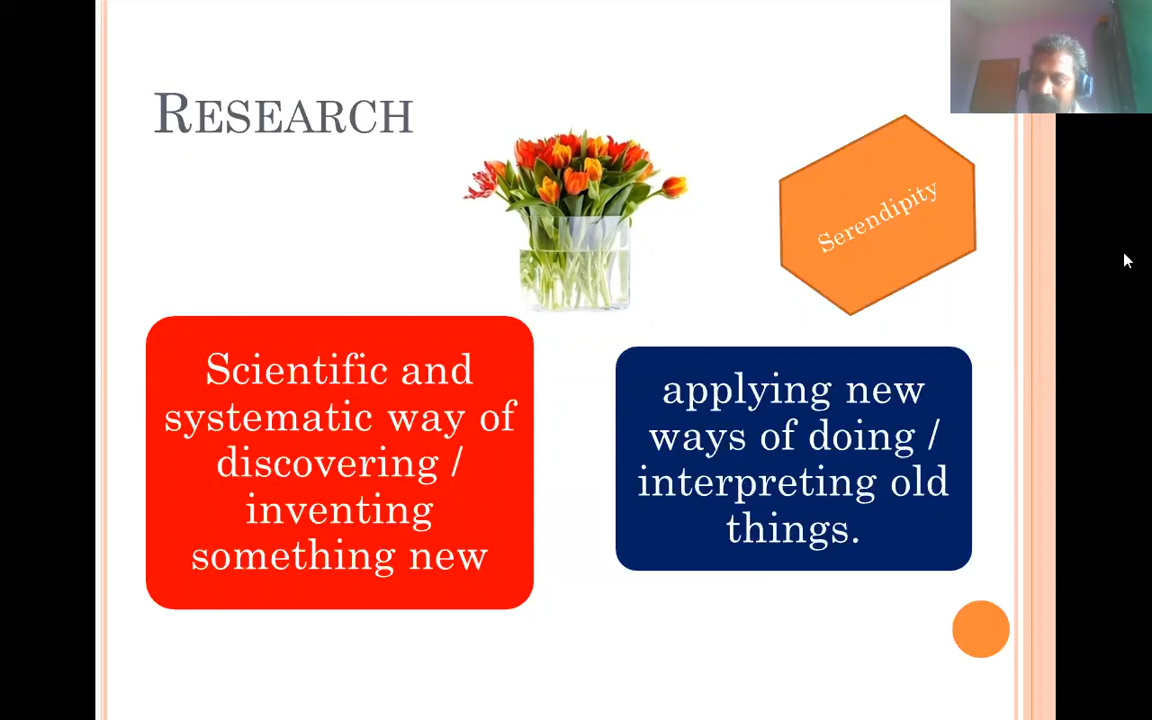 RESEARCH
Serendipity
Scientific and
systematic way of
discovering /
inventing
something new
applying new
ways of doing /
interpreting old
things.